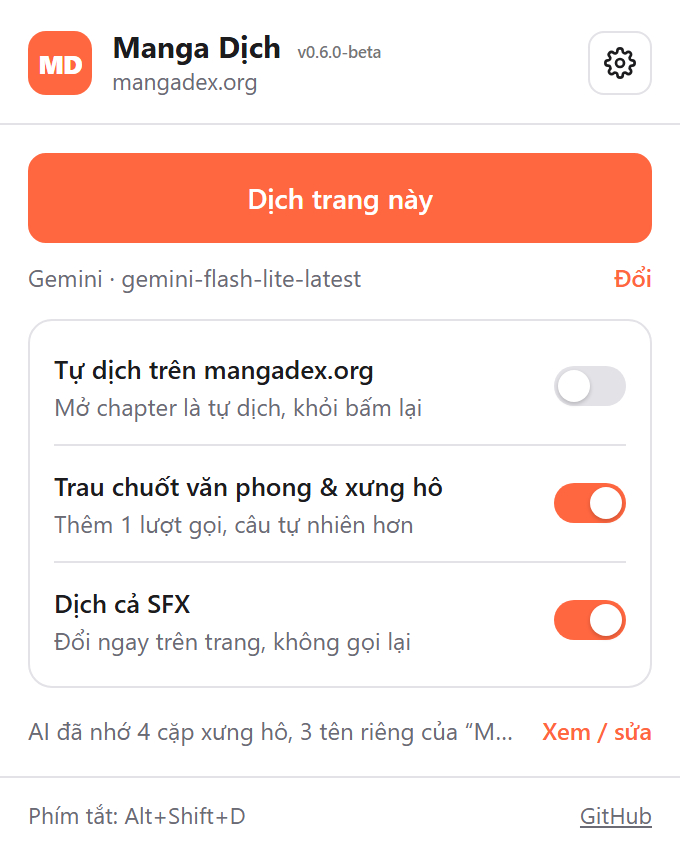 MD
Manga Dịch v0.6.0-beta
mangadex.org
Dịch trang này
Gemini · gemini-flash-lite-latest Đổi
Tự dịch trên mangadex.org
Mở chapter là tự dịch, khỏi bấm lại
Trau chuốt văn phong & xưng hô
Thêm 1 lượt gọi, câu tự nhiên hơn
Dịch cả SFX
Đổi ngay trên trang, không gọi lại
AI đã nhớ 4 cặp xưng hô, 3 tên riêng của “M... Xem / sửa
Phím tắt: Alt+Shift+D GitHub